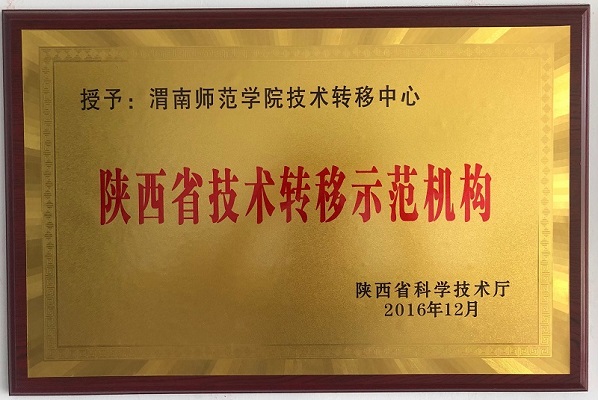 授予：渭南师范学院技术转移中心
陕西省技术转移示范机构
陕西省科学技术厅
2016年12月